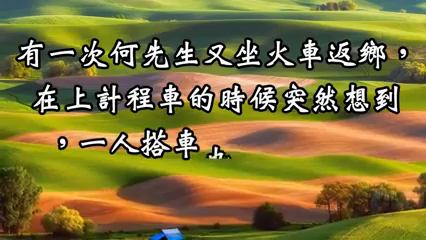 有一次何先生又坐火車返鄉，
在上計程車的時候突然想到
，一人搭車